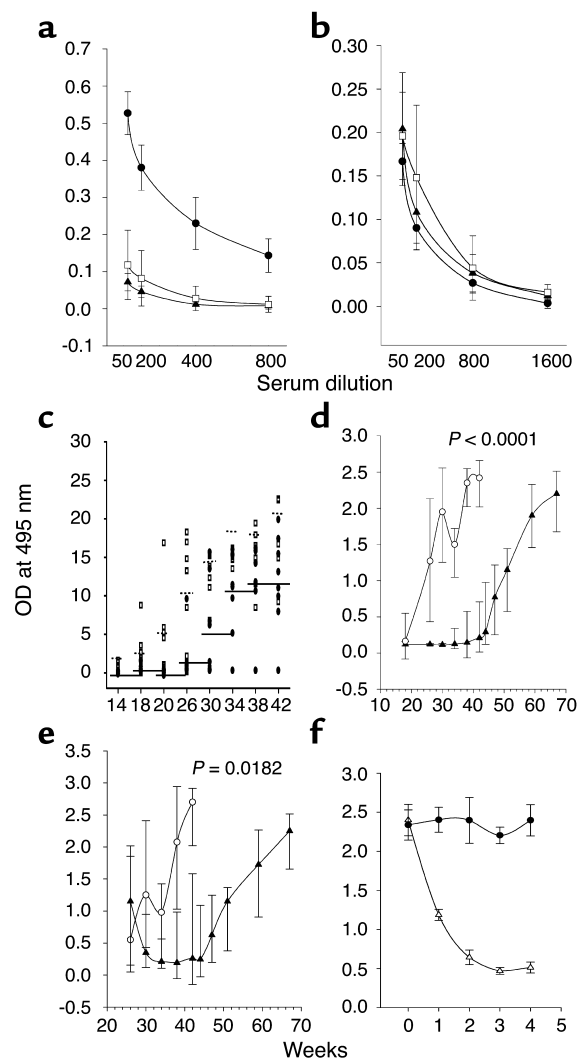 a
0.7
0.6
0.5
0.4
0.3
0.2
0.1
0.0
-0.1
50 200 400 800
b
0.30
0.25
0.20
0.15
0.10
0.05
0.00
50 200 800 1600
Serum dilution
OD at 495 nm
c
30
25
20
15
10
5
0
14 18 20 26 30 34 38 42
d
P < 0.0001
3.0
2.5
2.0
1.5
1.0
0.5
0.0
-0.5
10 20 30 40 50 60 70
e
P = 0.0182
3.5
3.0
2.5
2.0
1.5
1.0
0.5
0.0
-0.5
20 30 40 50 60 70
f
3.0
2.5
2.0
1.5
1.0
0.5
0.0
0 1 2 3 4 5
Weeks